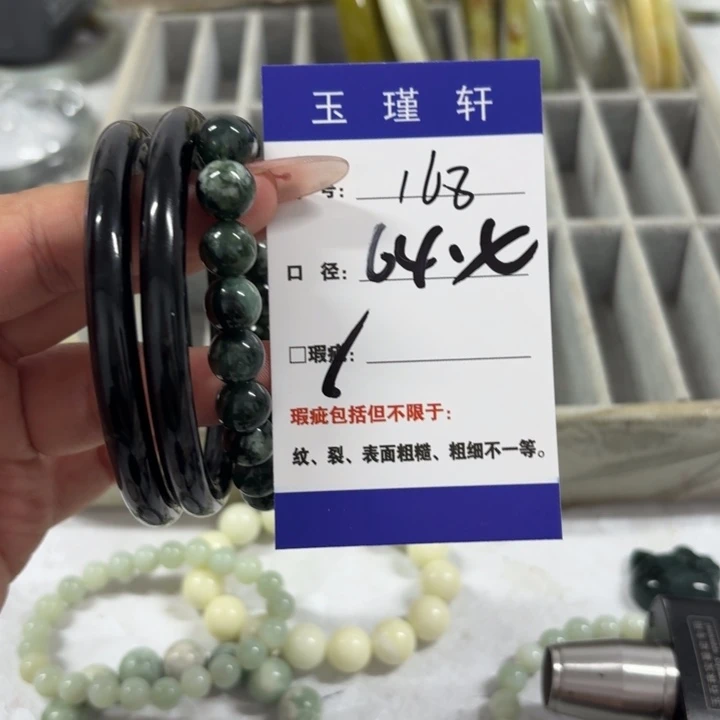 玉瑾轩
号: 168
口径: 64.
□瑕疵:
瑕疵包括但不限于:
纹、裂、表面粗糙、粗细不一等。